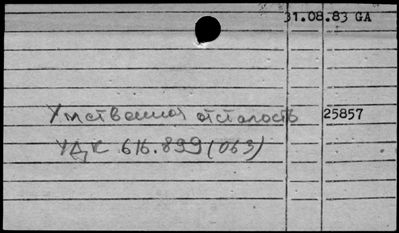 31.08.83 GA
Умственная отсталость 25857
УДК 616.899(063)